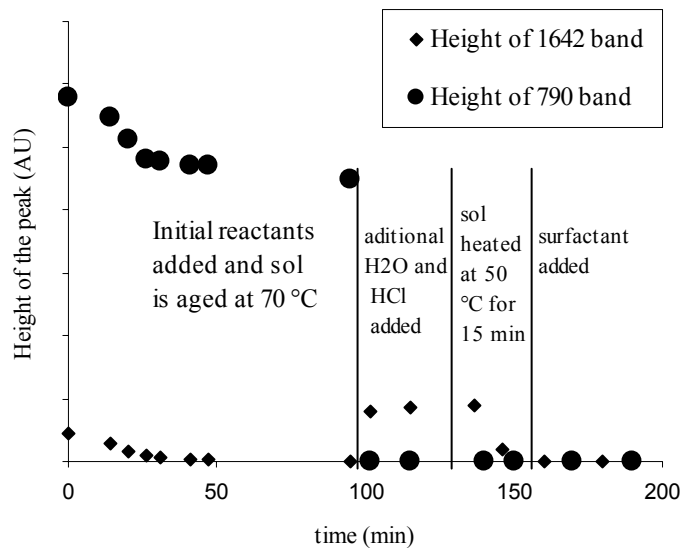 Height of 1642 band
Height of 790 band
Height of the peak (AU)
Initial reactants
added and sol
is aged at 70 °C
aditional
H2O and
HCl
added
sol
heated
at 50
°C for
15 min
surfactant
added
0
50
100
150
200
time (min)